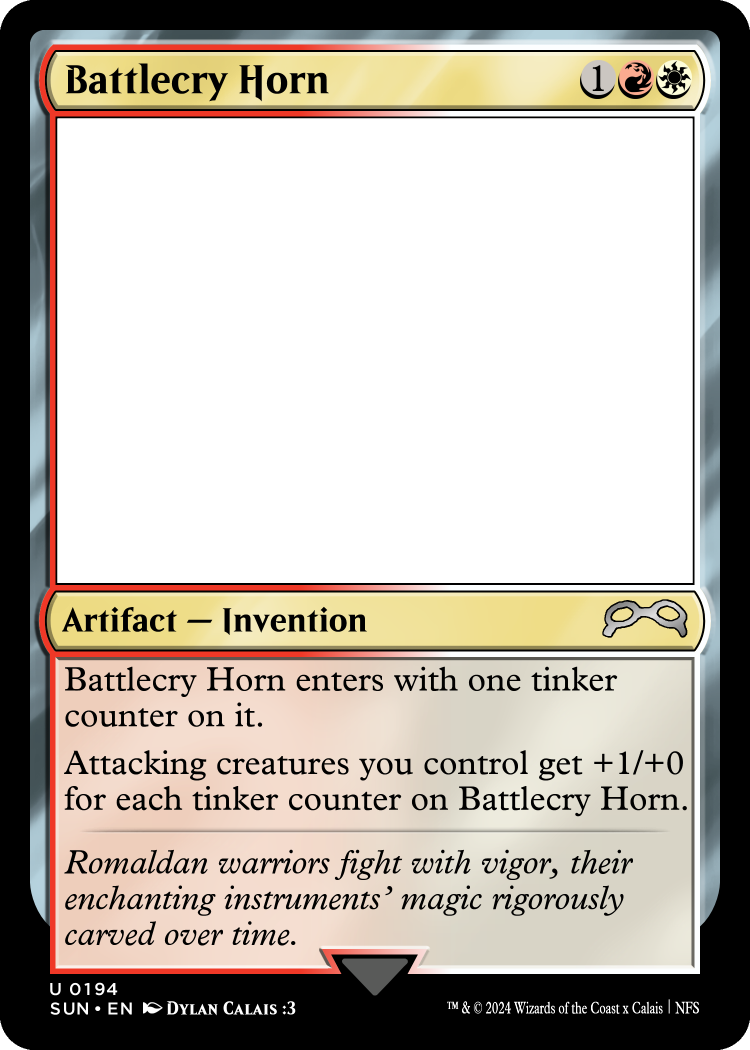 Battlecry Horn 1
Artifact — Invention
Battlecry Horn enters with one tinker
counter on it.
Attacking creatures you control get +1/+0
for each tinker counter on Battlecry Horn.
Romaldan warriors fight with vigor, their
enchanting instruments’ magic rigorously
carved over time.
U 0194
SUN • EN Dylan Calais :3
™ & © 2024 Wizards of the Coast x Calais | NFS